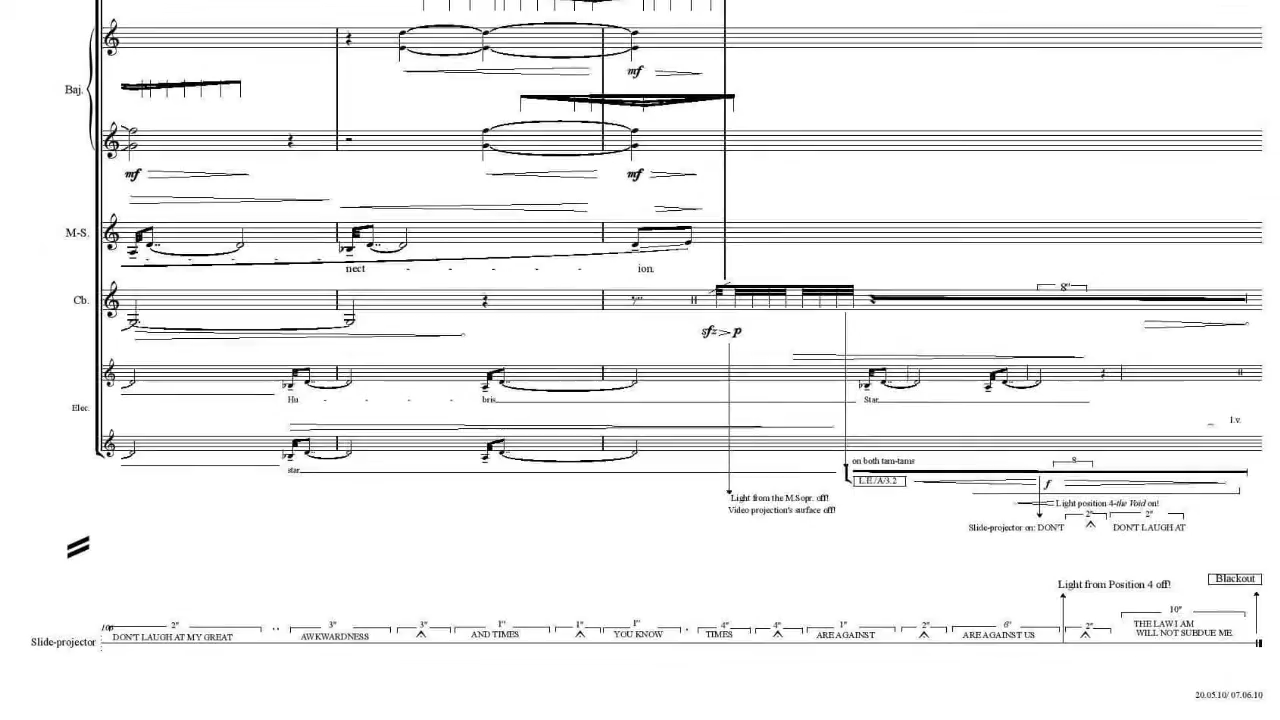 mf
Baj.
mf
mf
M-S.
nect - - - - - ion.
8"
Cb.
sfz > p
Hu - - - - bris
Star
Elec.
l.v.
on both tam-tams
8
star
L.E./A/3.2
f
Light from the M.Sopr. off!
Video projection's surface off!
Light position 4-the Void on!
2" 2"
Slide-projector on: DON'T ^ DON'T LAUGH AT
Light from Position 4 off!
Blackout
106
2" 3" 3" 1" 1" 1" 4" 4" 1" 2" 6" 2" 10"
Slide-projector
DON'T LAUGH AT MY GREAT AWKWARDNESS ^ AND TIMES ^ YOU KNOW TIMES ^ ARE AGAINST ^ ARE AGAINST US ^ THE LAW I AM
WILL NOT SUBDUE ME.
20.05.10/ 07.06.10